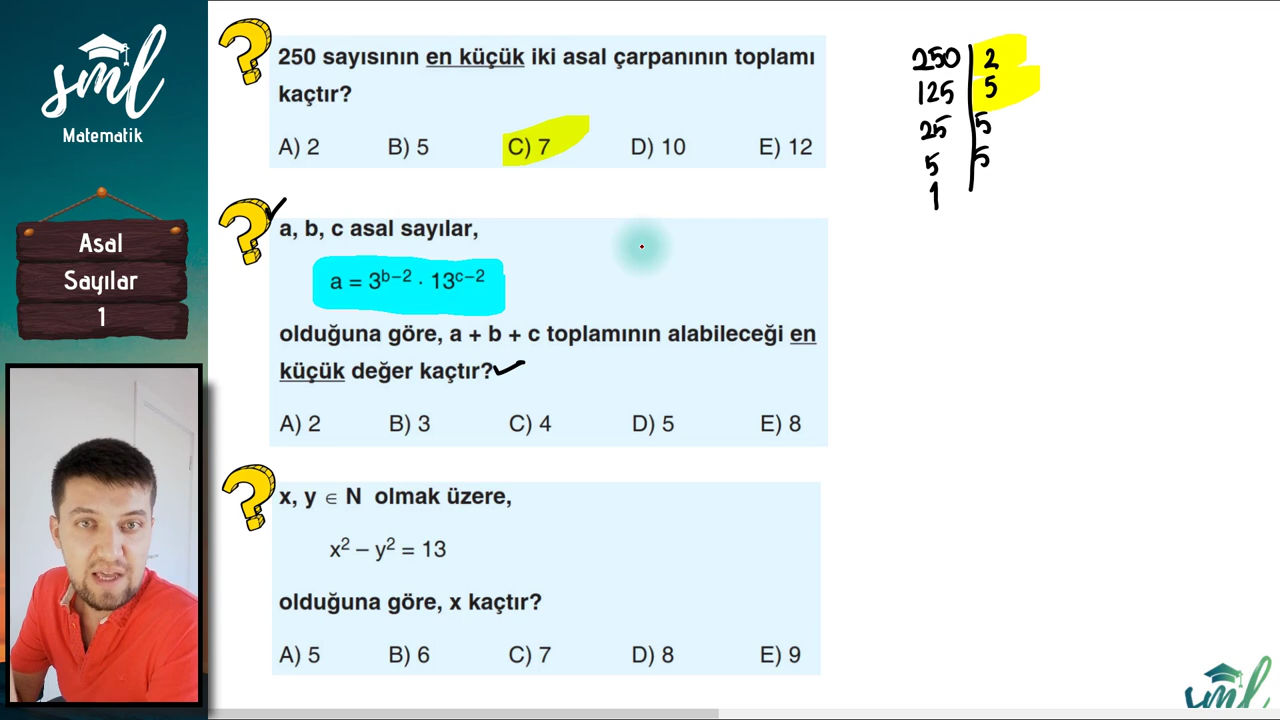 sml
Matematik
Asal
Sayılar
1
250 sayısının en küçük iki asal çarpanının toplamı
kaçtır?
A) 2 B) 5 C) 7 D) 10 E) 12
250 2
125 5
25 5
5 5
1
a, b, c asal sayılar,
a = 3ᵇ⁻² · 13ᶜ⁻²
olduğuna göre, a + b + c toplamının alabileceği en
küçük değer kaçtır?
A) 2 B) 3 C) 4 D) 5 E) 8
x, y ∈ N olmak üzere,
x² – y² = 13
olduğuna göre, x kaçtır?
A) 5 B) 6 C) 7 D) 8 E) 9
sml